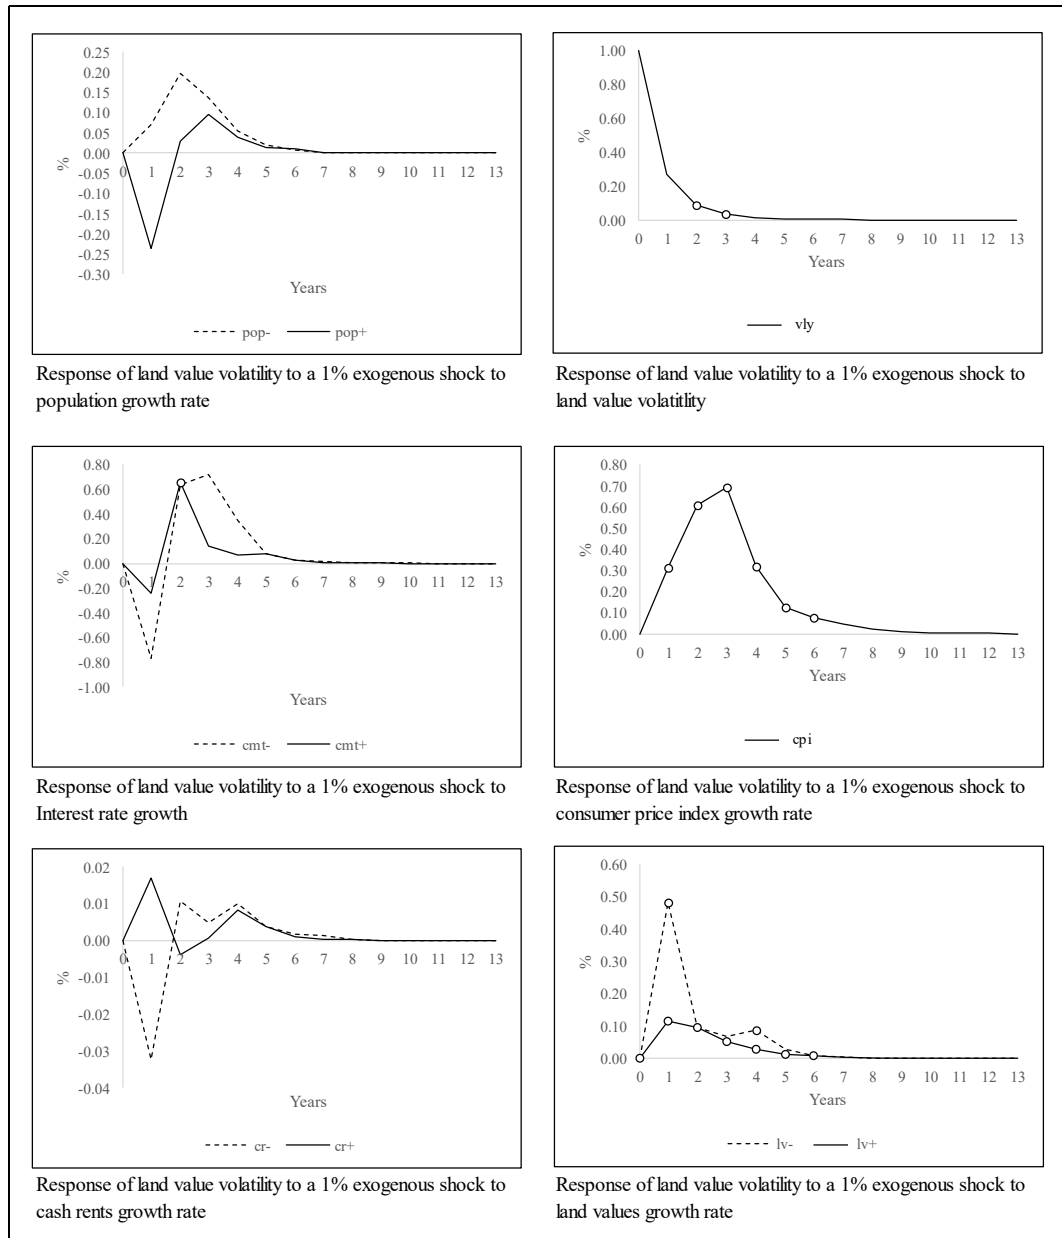 0.25
0.20
0.15
0.10
0.05
0.00
-0.05
-0.10
-0.15
-0.20
-0.25
-0.30
%
0 1 2 3 4 5 6 7 8 9 10 11 12 13
Years
pop- pop+
Response of land value volatility to a 1% exogenous shock to
population growth rate
1.00
0.80
0.60
0.40
0.20
0.00
%
0 1 2 3 4 5 6 7 8 9 10 11 12 13
Years
vly
Response of land value volatility to a 1% exogenous shock to
land value volatitlity
0.80
0.60
0.40
0.20
0.00
-0.20
-0.40
-0.60
-0.80
-1.00
%
0 1 2 3 4 5 6 7 8 9 10 11 12 13
Years
cmt- cmt+
Response of land value volatility to a 1% exogenous shock to
Interest rate growth
0.80
0.70
0.60
0.50
0.40
0.30
0.20
0.10
0.00
%
0 1 2 3 4 5 6 7 8 9 10 11 12 13
Years
cpi
Response of land value volatility to a 1% exogenous shock to
consumer price index growth rate
0.02
0.01
0.00
-0.01
-0.02
-0.03
-0.04
%
0 1 2 3 4 5 6 7 8 9 10 11 12 13
Years
cr- cr+
Response of land value volatility to a 1% exogenous shock to
cash rents growth rate
0.60
0.50
0.40
0.30
0.20
0.10
0.00
%
0 1 2 3 4 5 6 7 8 9 10 11 12 13
Years
lv- lv+
Response of land value volatility to a 1% exogenous shock to
land values growth rate